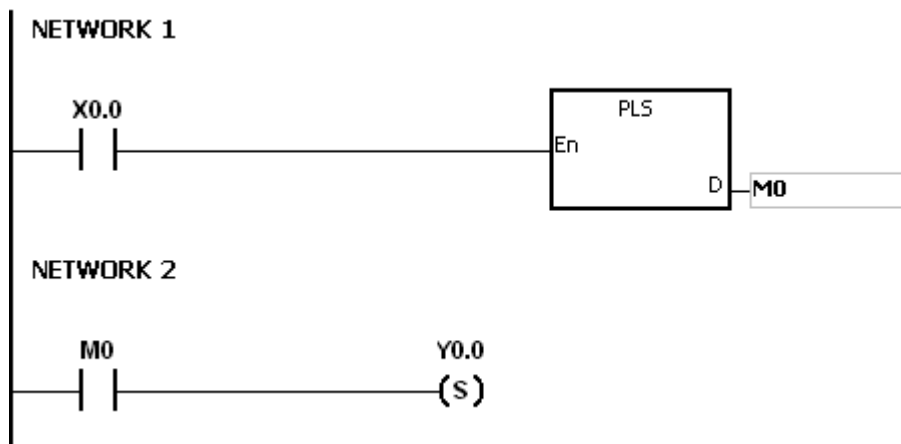 NETWORK 1
X0.0
PLS
En
D
M0
NETWORK 2
M0
Y0.0
(S)